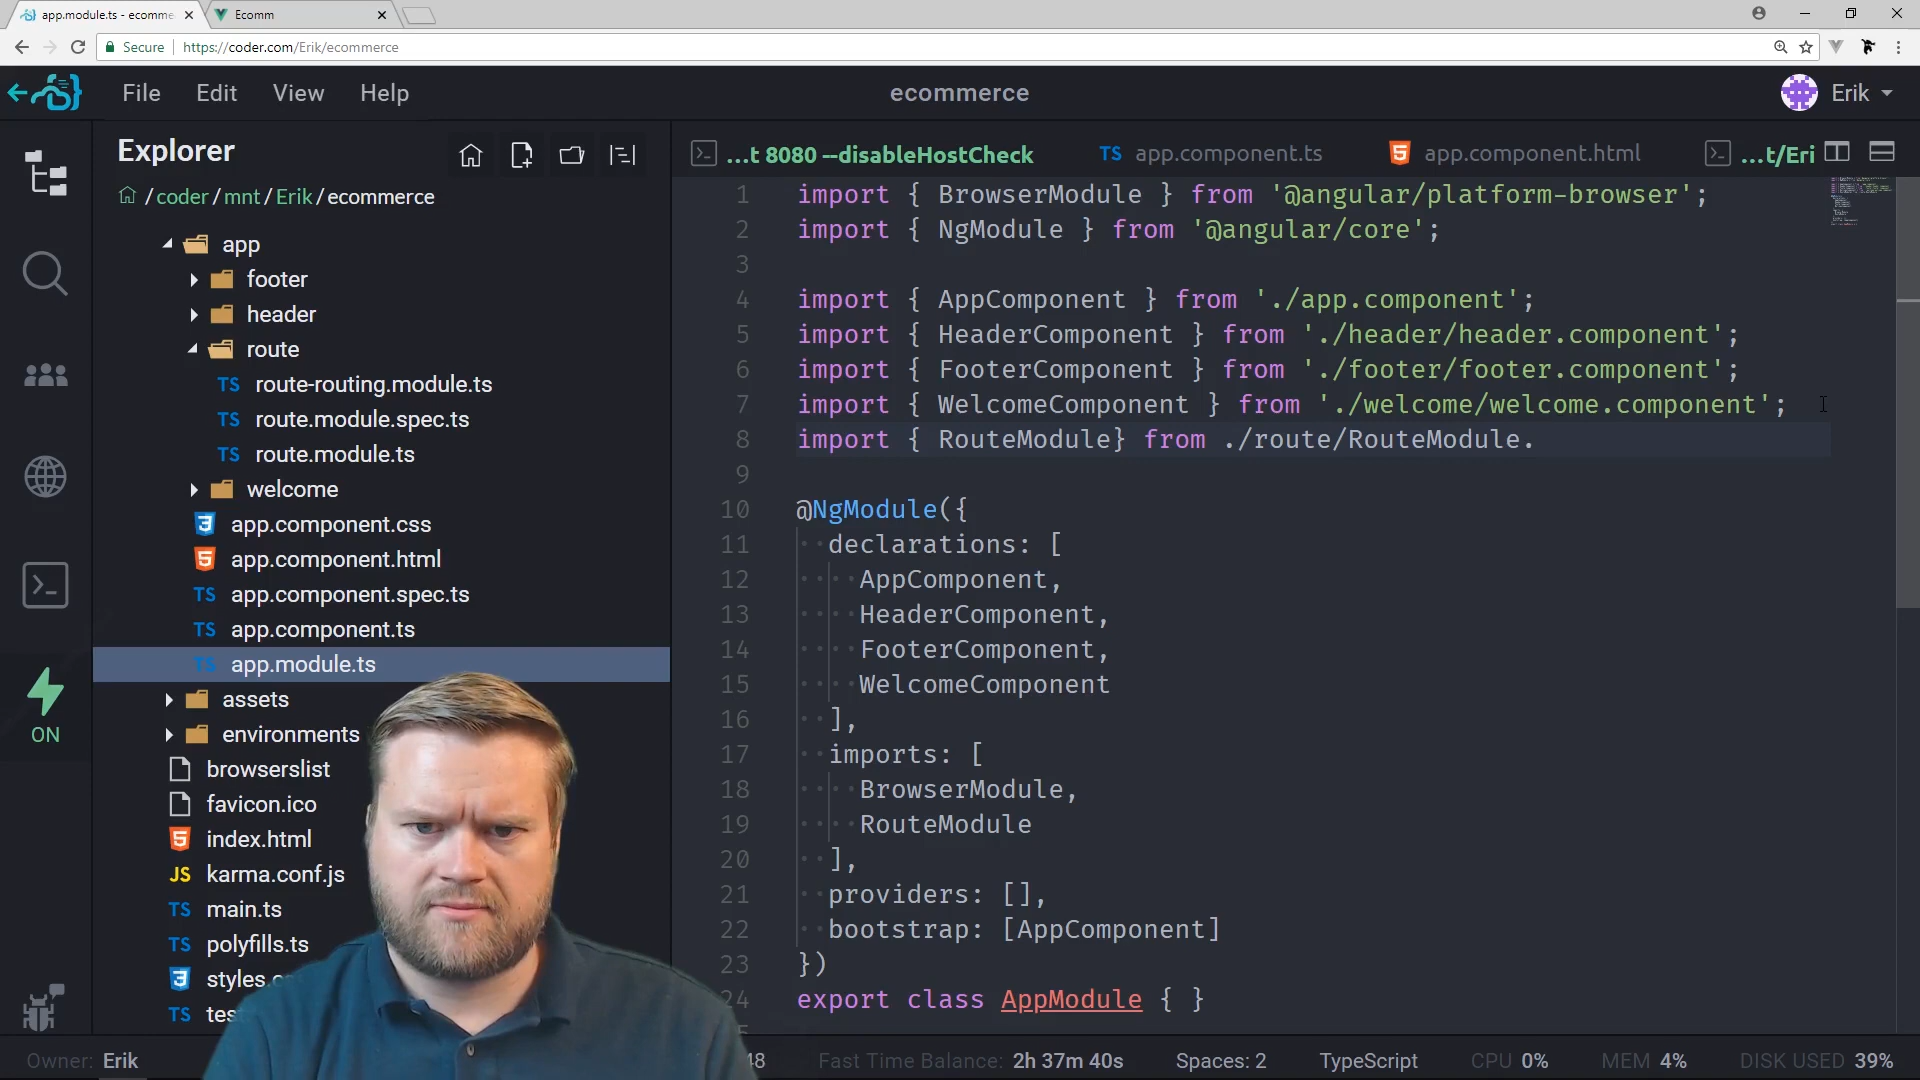 app.module.ts - ecomme
Ecomm
Secure
https://coder.com/Erik/ecommerce
File
Edit
View
Help
ecommerce
Erik
Explorer
/coder/mnt/Erik/ecommerce
app
footer
header
route
TS route-routing.module.ts
TS route.module.spec.ts
TS route.module.ts
welcome
app.component.css
app.component.html
TS app.component.spec.ts
TS app.component.ts
TS app.module.ts
assets
environments
browserslist
favicon.ico
index.html
JS karma.conf.js
TS main.ts
TS polyfills.ts
styles.c
TS tes
ON
...t 8080 --disableHostCheck
TS app.component.ts
app.component.html
...t/Eri
1 import { BrowserModule } from '@angular/platform-browser';
2 import { NgModule } from '@angular/core';
3
4 import { AppComponent } from './app.component';
5 import { HeaderComponent } from './header/header.component';
6 import { FooterComponent } from './footer/footer.component';
7 import { WelcomeComponent } from './welcome/welcome.component';
8 import { RouteModule} from ./route/RouteModule.
9
10 @NgModule({
11 declarations: [
12 AppComponent,
13 HeaderComponent,
14 FooterComponent,
15 WelcomeComponent
16 ],
17 imports: [
18 BrowserModule,
19 RouteModule
20 ],
21 providers: [],
22 bootstrap: [AppComponent]
23 })
24 export class AppModule { }
Owner: Erik
48
Fast Time Balance: 2h 37m 40s
Spaces: 2
TypeScript
CPU 0%
MEM 4%
DISK USED 39%